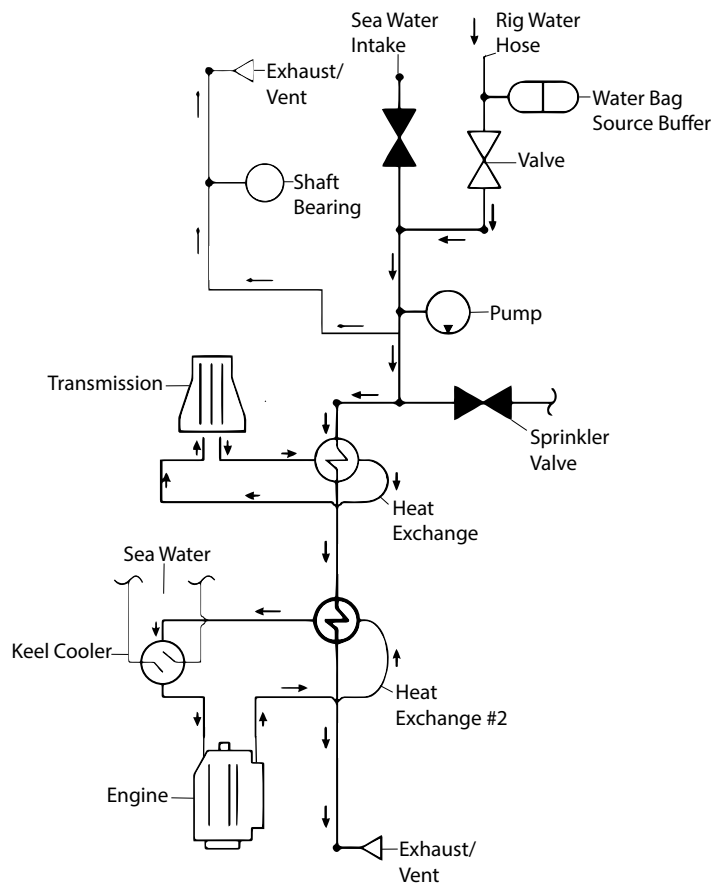 Sea Water
Intake
Rig Water
Hose
Exhaust/
Vent
Water Bag
Source Buffer
Valve
Shaft
Bearing
Pump
Transmission
Sprinkler
Valve
Heat
Exchange
Sea Water
Keel Cooler
Heat
Exchange #2
Engine
Exhaust/
Vent